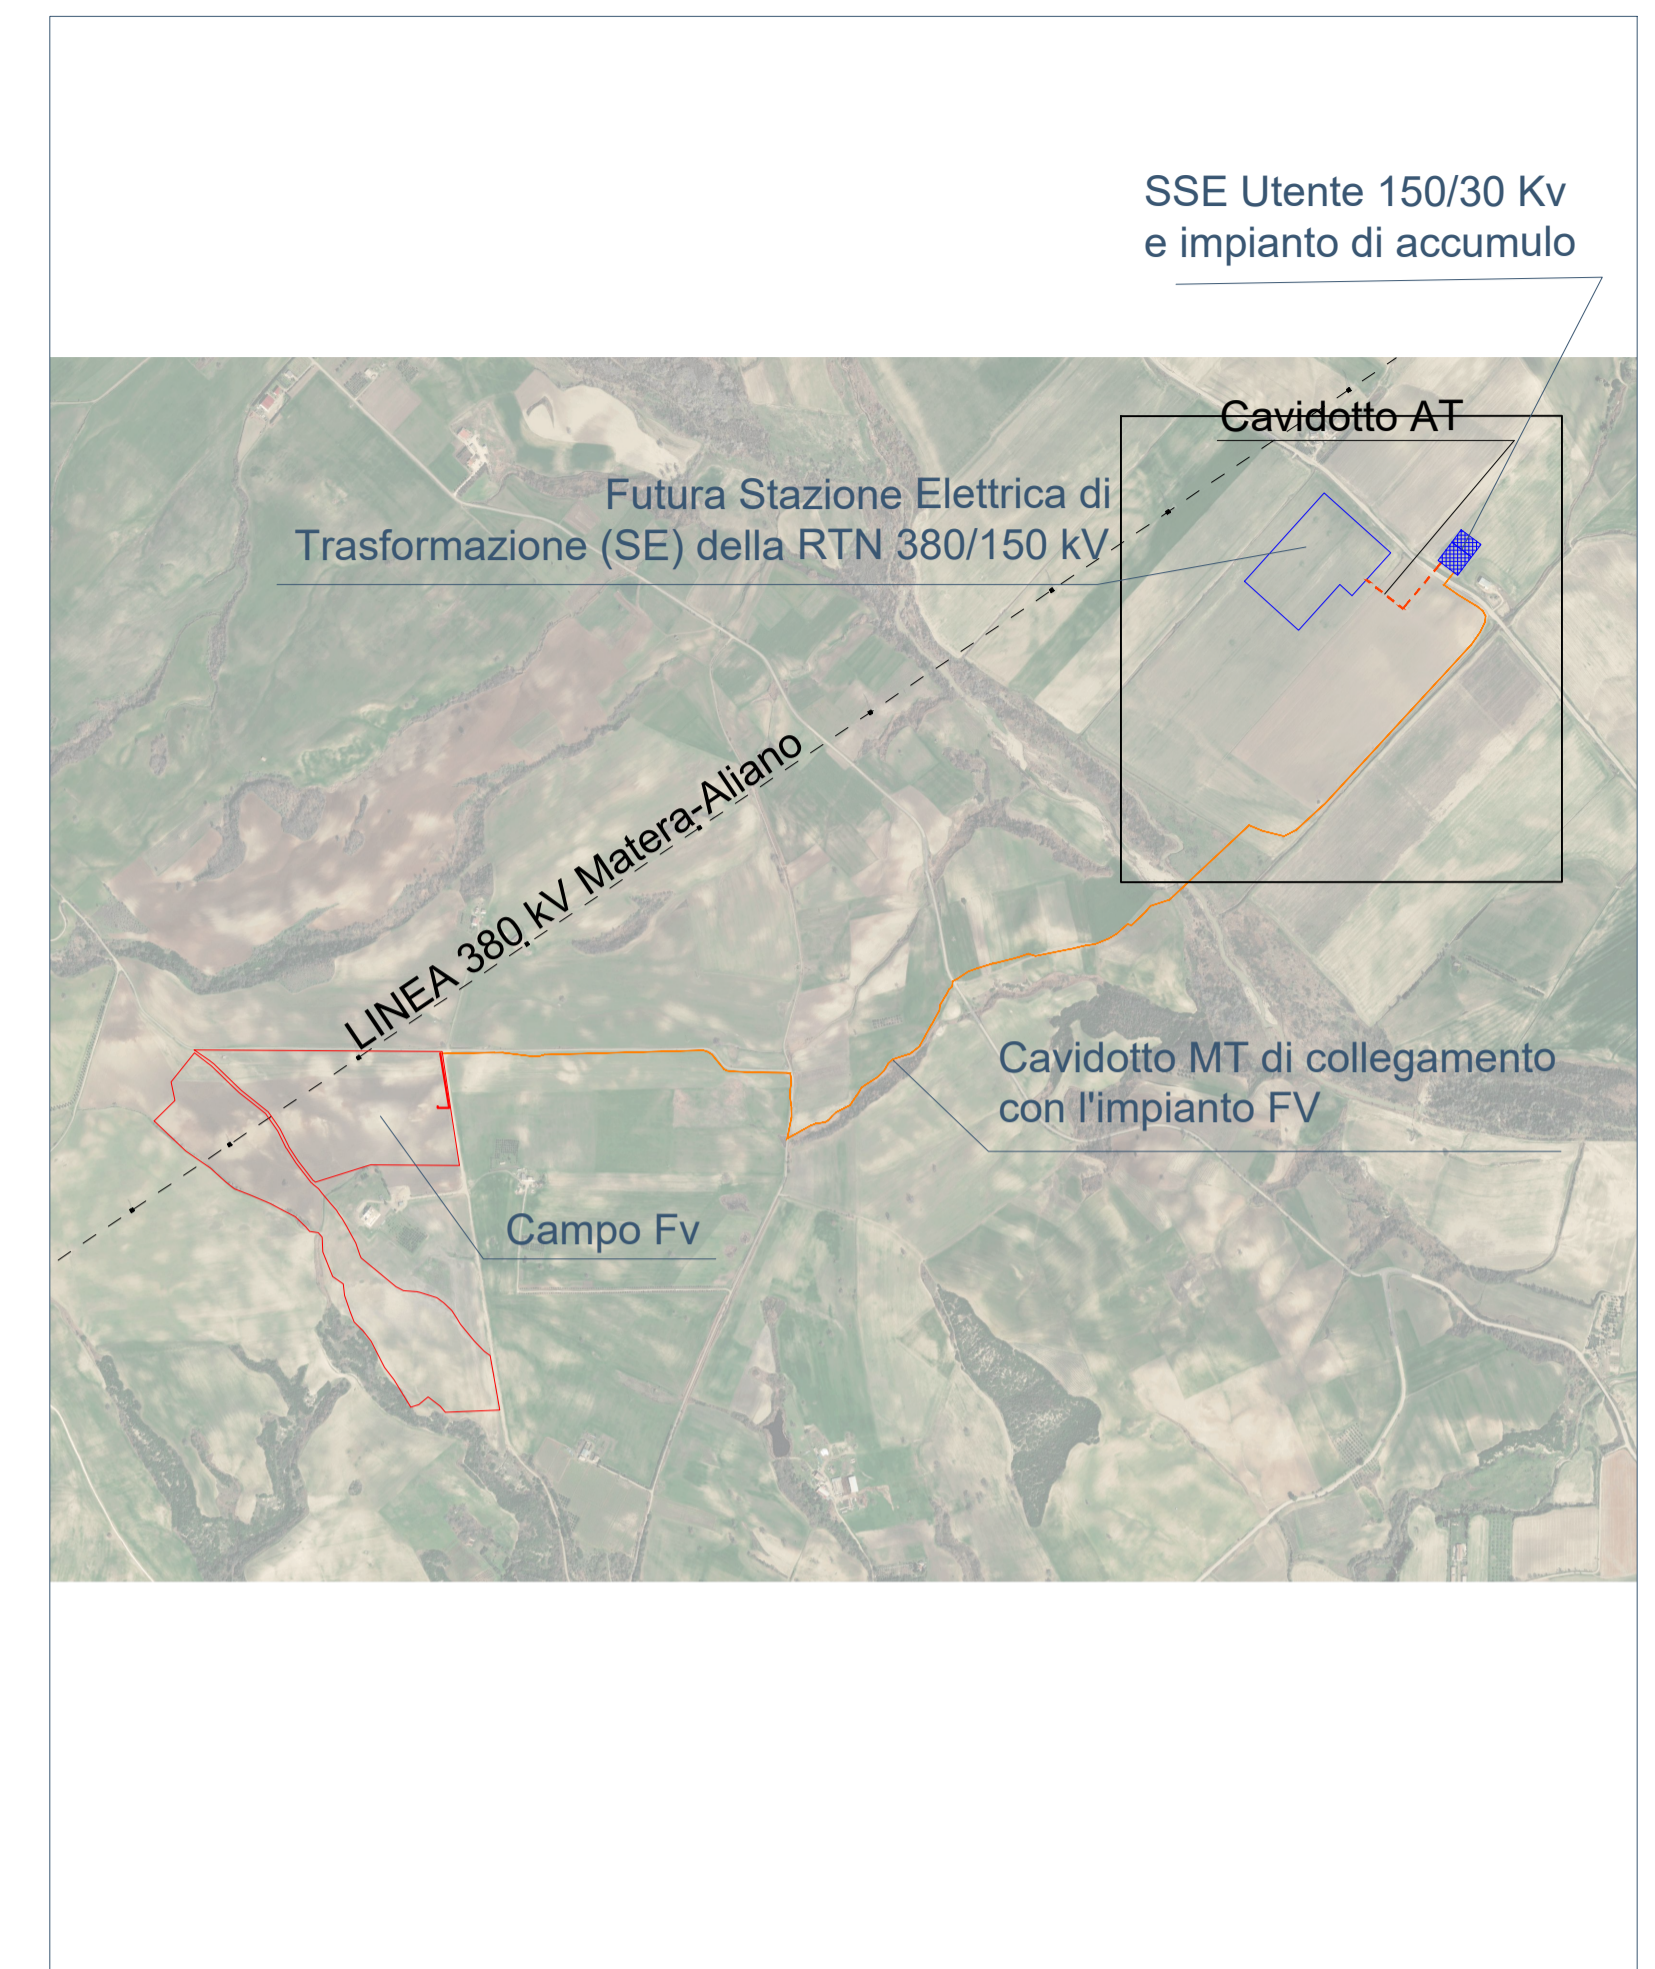 SSE Utente 150/30 Kv
e impianto di accumulo
Cavidotto AT
Futura Stazione Elettrica di
Trasformazione (SE) della RTN 380/150 kV
LINEA 380 kV Matera-Aliano
Cavidotto MT di collegamento
con l'impianto FV
Campo Fv